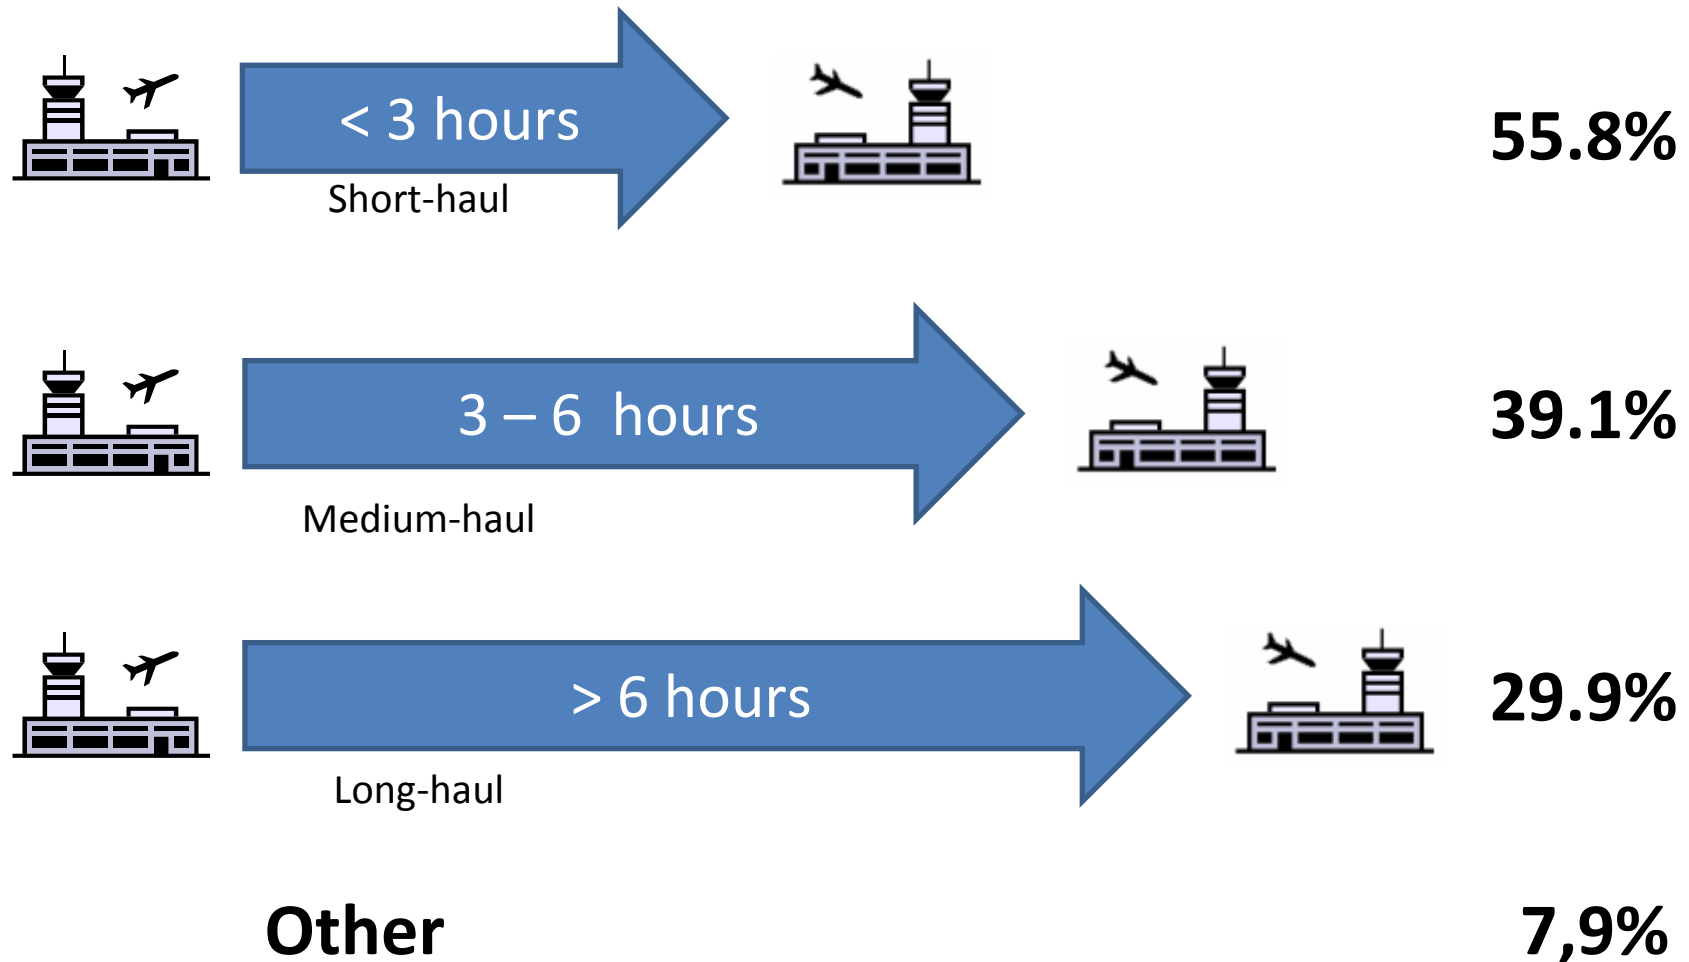 < 3 hours
55.8%
Short-haul
3 – 6 hours
39.1%
Medium-haul
> 6 hours
29.9%
Long-haul
Other
7,9%